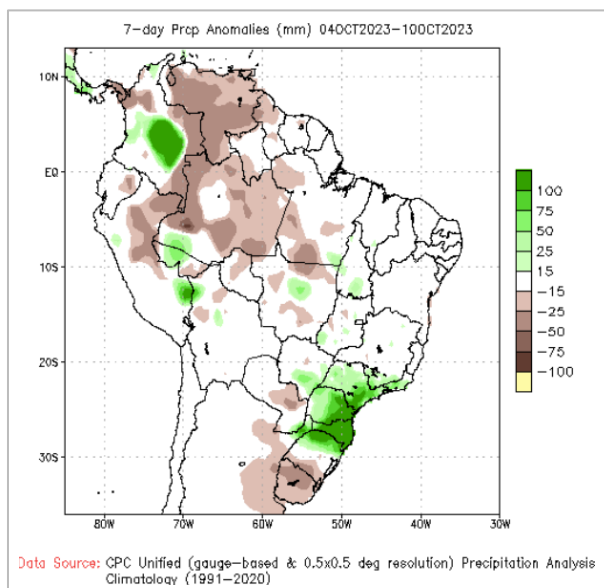 7-day Prcp Anomalies (mm) 04OCT2023-10OCT2023
10N
EQ
10S
20S
30S
80W 70W 60W 50W 40W 30W
100
75
50
25
15
-15
-25
-50
-75
-100
Data Source: CPC Unified (gauge-based & 0.5x0.5 deg resolution) Precipitation Analysis
Climatology (1991-2020)